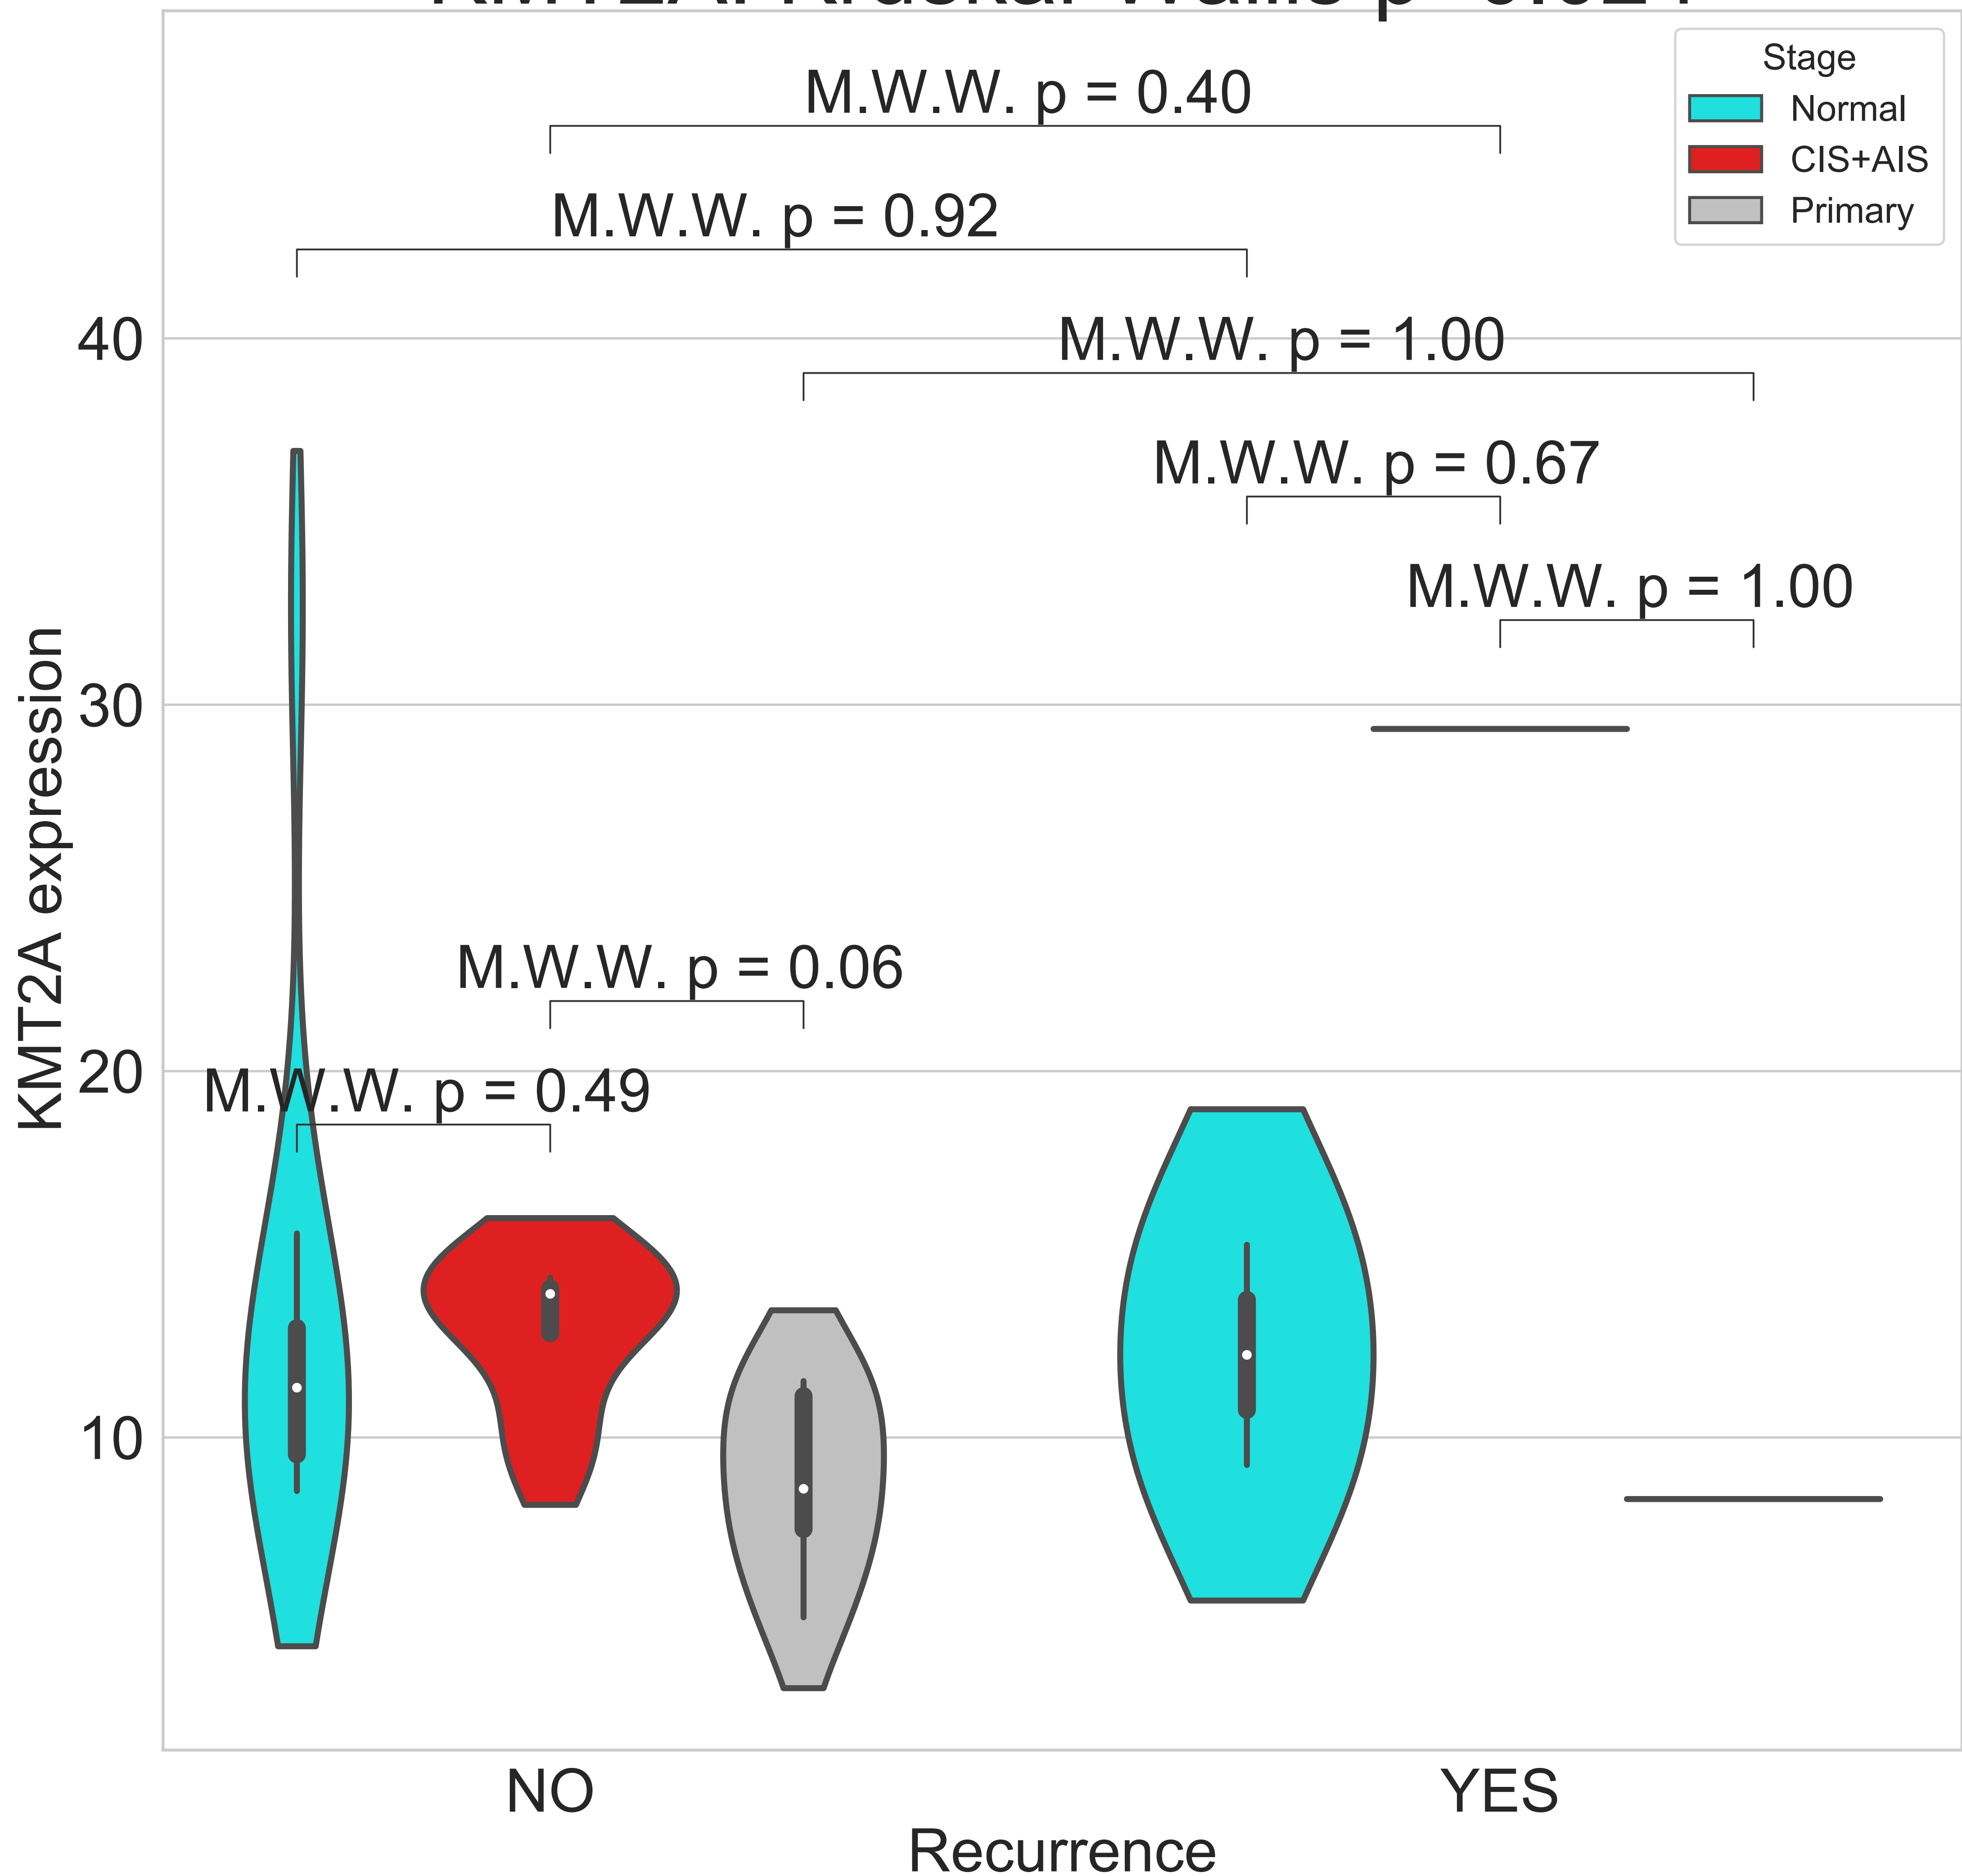 Stage
Normal
CIS+AIS
Primary
M.W.W. p = 0.40
M.W.W. p = 0.92
M.W.W. p = 1.00
M.W.W. p = 0.67
M.W.W. p = 1.00
M.W.W. p = 0.06
M.W.W. p = 0.49
KMT2A expression
40
30
20
10
NO
YES
Recurrence